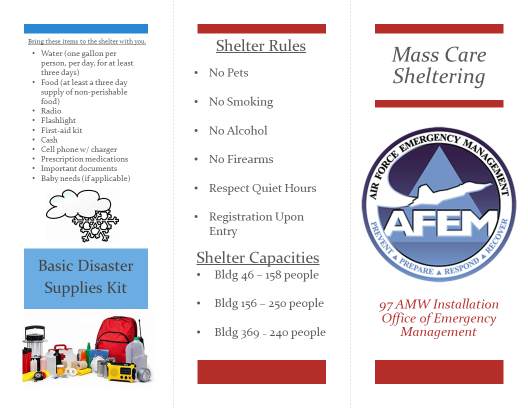 Bring these items to the shelter with you.
• Water (one gallon per
person, per day, for at least
three days)
• Food (at least a three day
supply of non-perishable
food)
• Radio
• Flashlight
• First-aid kit
• Cash
• Cell phone w/ charger
• Prescription medications
• Important documents
• Baby needs (if applicable)
Basic Disaster
Supplies Kit
Shelter Rules
• No Pets
• No Smoking
• No Alcohol
• No Firearms
• Respect Quiet Hours
• Registration Upon
Entry
Shelter Capacities
• Bldg 46 – 158 people
• Bldg 156 – 250 people
• Bldg 369 - 240 people
Mass Care
Sheltering
AIR FORCE EMERGENCY MANAGEMENT
AFEM
PREVENT ▲ PREPARE ▲ RESPOND ▲ RECOVER
97 AMW Installation
Office of Emergency
Management